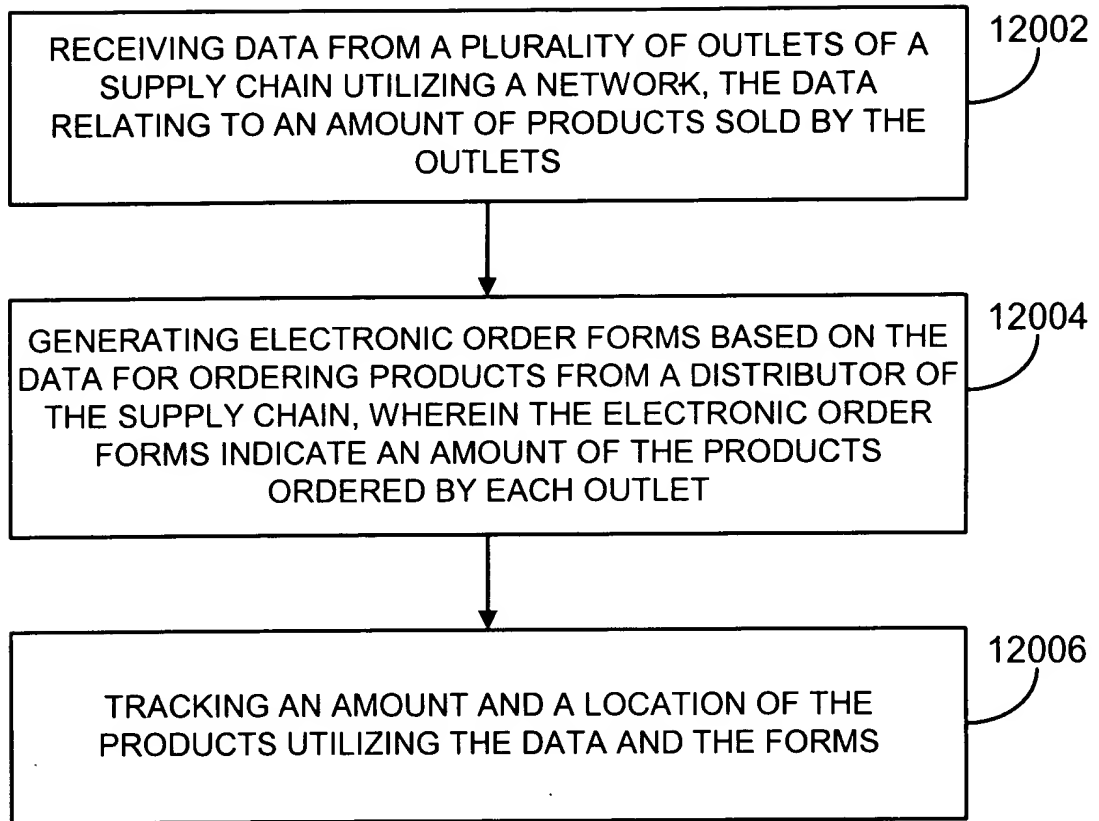 RECEIVING DATA FROM A PLURALITY OF OUTLETS OF A
SUPPLY CHAIN UTILIZING A NETWORK, THE DATA
RELATING TO AN AMOUNT OF PRODUCTS SOLD BY THE
OUTLETS
12002
GENERATING ELECTRONIC ORDER FORMS BASED ON THE
DATA FOR ORDERING PRODUCTS FROM A DISTRIBUTOR OF
THE SUPPLY CHAIN, WHEREIN THE ELECTRONIC ORDER
FORMS INDICATE AN AMOUNT OF THE PRODUCTS
ORDERED BY EACH OUTLET
12004
TRACKING AN AMOUNT AND A LOCATION OF THE
PRODUCTS UTILIZING THE DATA AND THE FORMS
12006